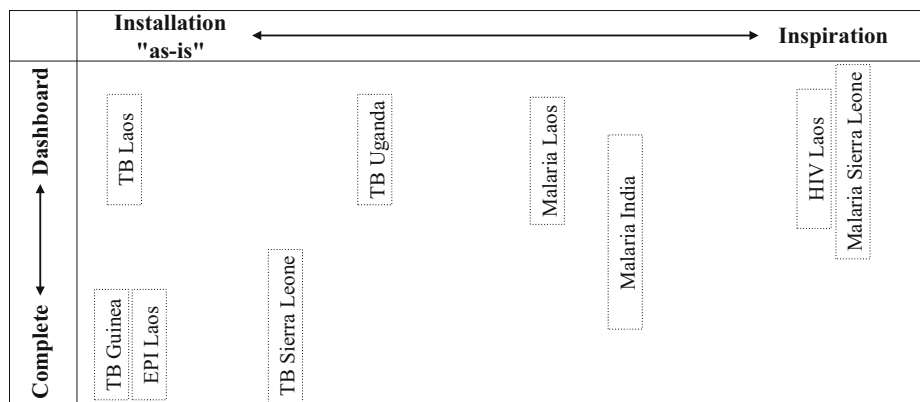 Installation
"as-is"
Inspiration
Dashboard
Complete
TB Laos
TB Uganda
Malaria Laos
Malaria India
HIV Laos
Malaria Sierra Leone
TB Guinea
EPI Laos
TB Sierra Leone